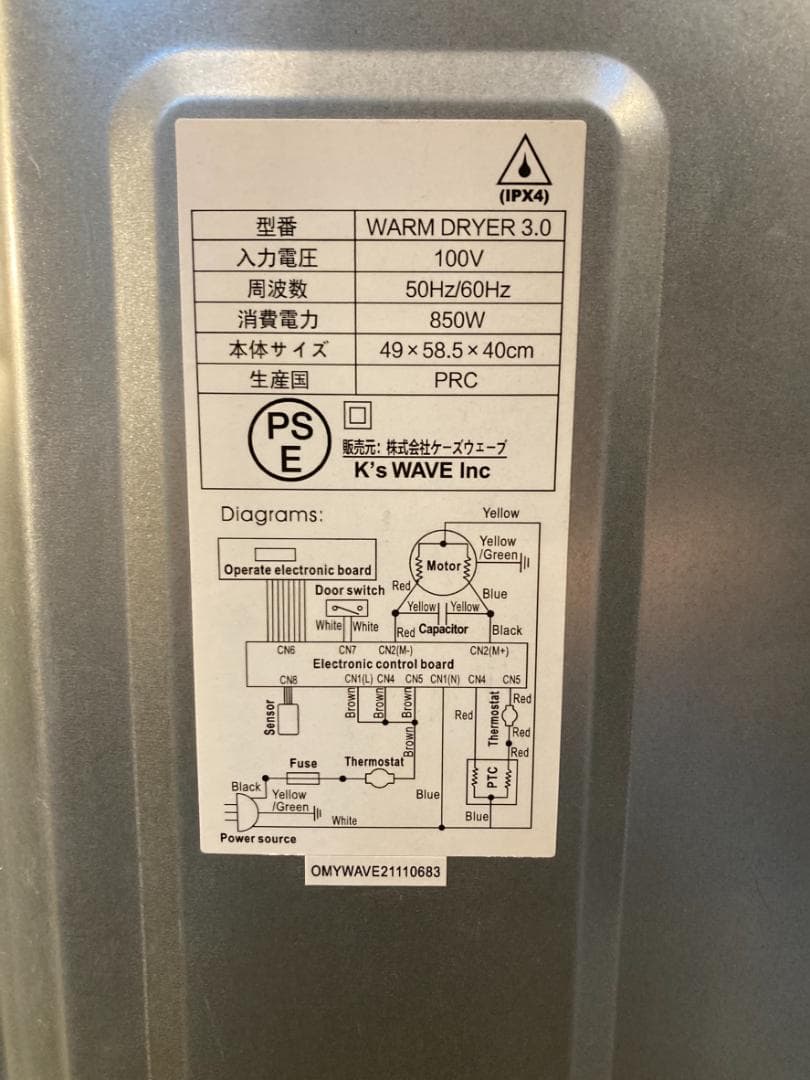 (IPX4)
型番 WARM DRYER 3.0
入力電圧 100V
周波数 50Hz/60Hz
消費電力 850W
本体サイズ 49×58.5×40cm
生産国 PRC
PS
E
販売元: 株式会社ケーズウェーブ
K's WAVE Inc
Diagrams:
Yellow
Operate electronic board
Motor
Yellow
/Green
Door switch
Red
Blue
White White
Yellow Yellow
Red Capacitor Black
CN6 CN7 CN2(M-) CN2(M+)
Electronic control board
CN8 CN1(L) CN4 CN5 CN1(N) CN4 CN5
Sensor
Brown Brown Brown
Brown
Red
Thermostat
Red
Red
Red
Fuse Thermostat
PTC
Black
Yellow
/Green
Blue
White
Blue
Power source
OMYWAVE21110683